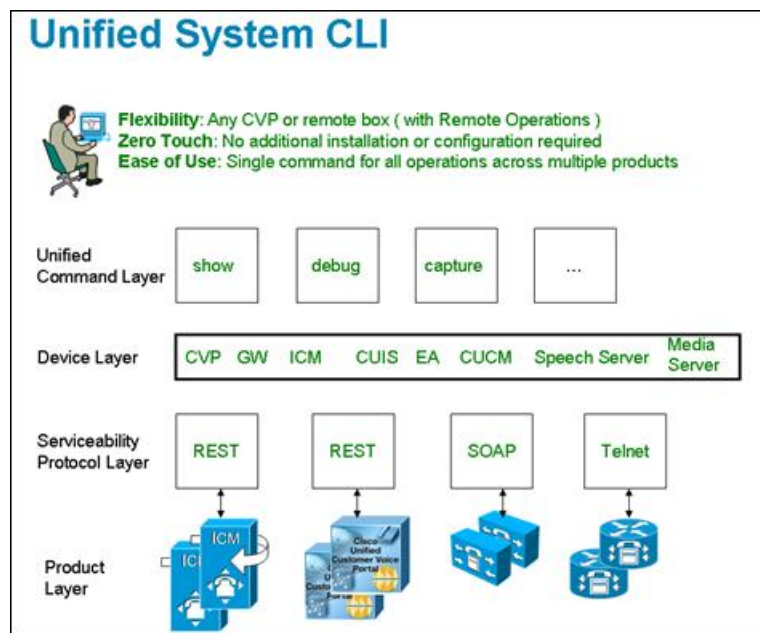 Unified System CLI
Flexibility: Any CVP or remote box ( with Remote Operations )
Zero Touch: No additional installation or configuration required
Ease of Use: Single command for all operations across multiple products
Unified
Command Layer
show
debug
capture
...
Device Layer
CVP GW ICM CUIS EA CUCM Speech Server Media
Server
Serviceability
Protocol Layer
REST
REST
SOAP
Telnet
Product
Layer
ICM
Cisco
Unified
Customer Voice
Portal